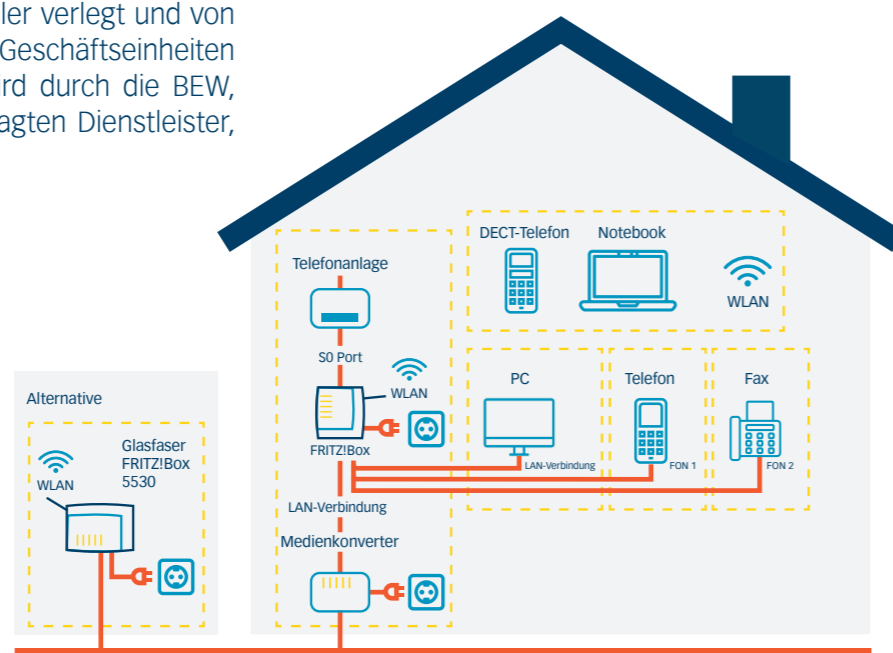 ler verlegt und von
Geschäftseinheiten
ird durch die BEW,
agten Dienstleister,
DECT-Telefon
Notebook
WLAN
Telefonanlage
S0 Port
WLAN
FRITZ!Box
PC
LAN-Verbindung
Telefon
FON 1
Fax
FON 2
LAN-Verbindung
Medienkonverter
Alternative
WLAN
Glasfaser
FRITZ!Box
5530